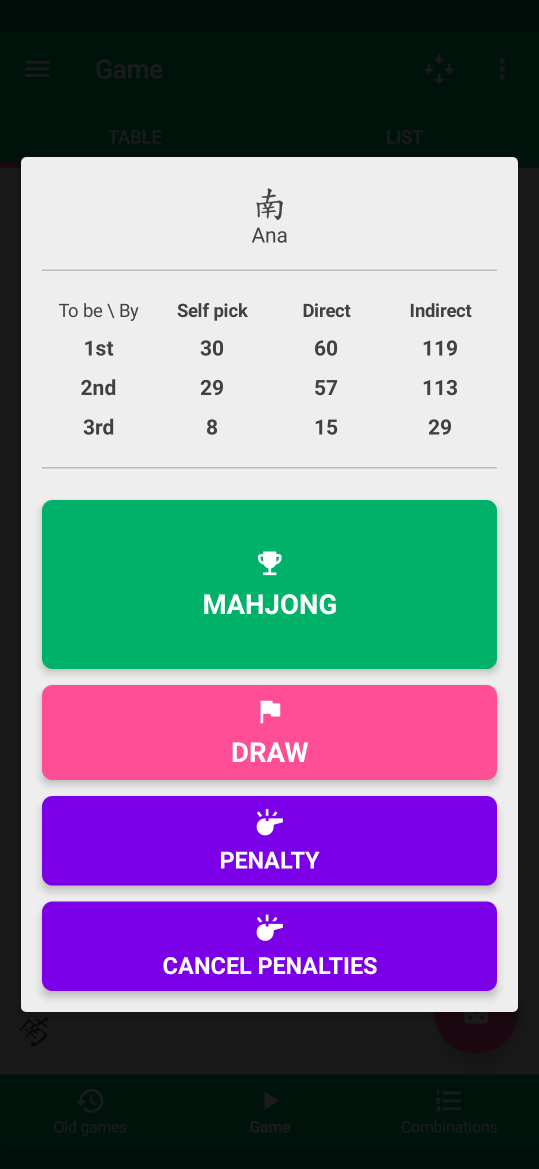 Game
TABLE LIST
南
Ana
To be \ By Self pick Direct Indirect
1st 30 60 119
2nd 29 57 113
3rd 8 15 29
MAHJONG
DRAW
PENALTY
CANCEL PENALTIES
南
Old games Game Combinations